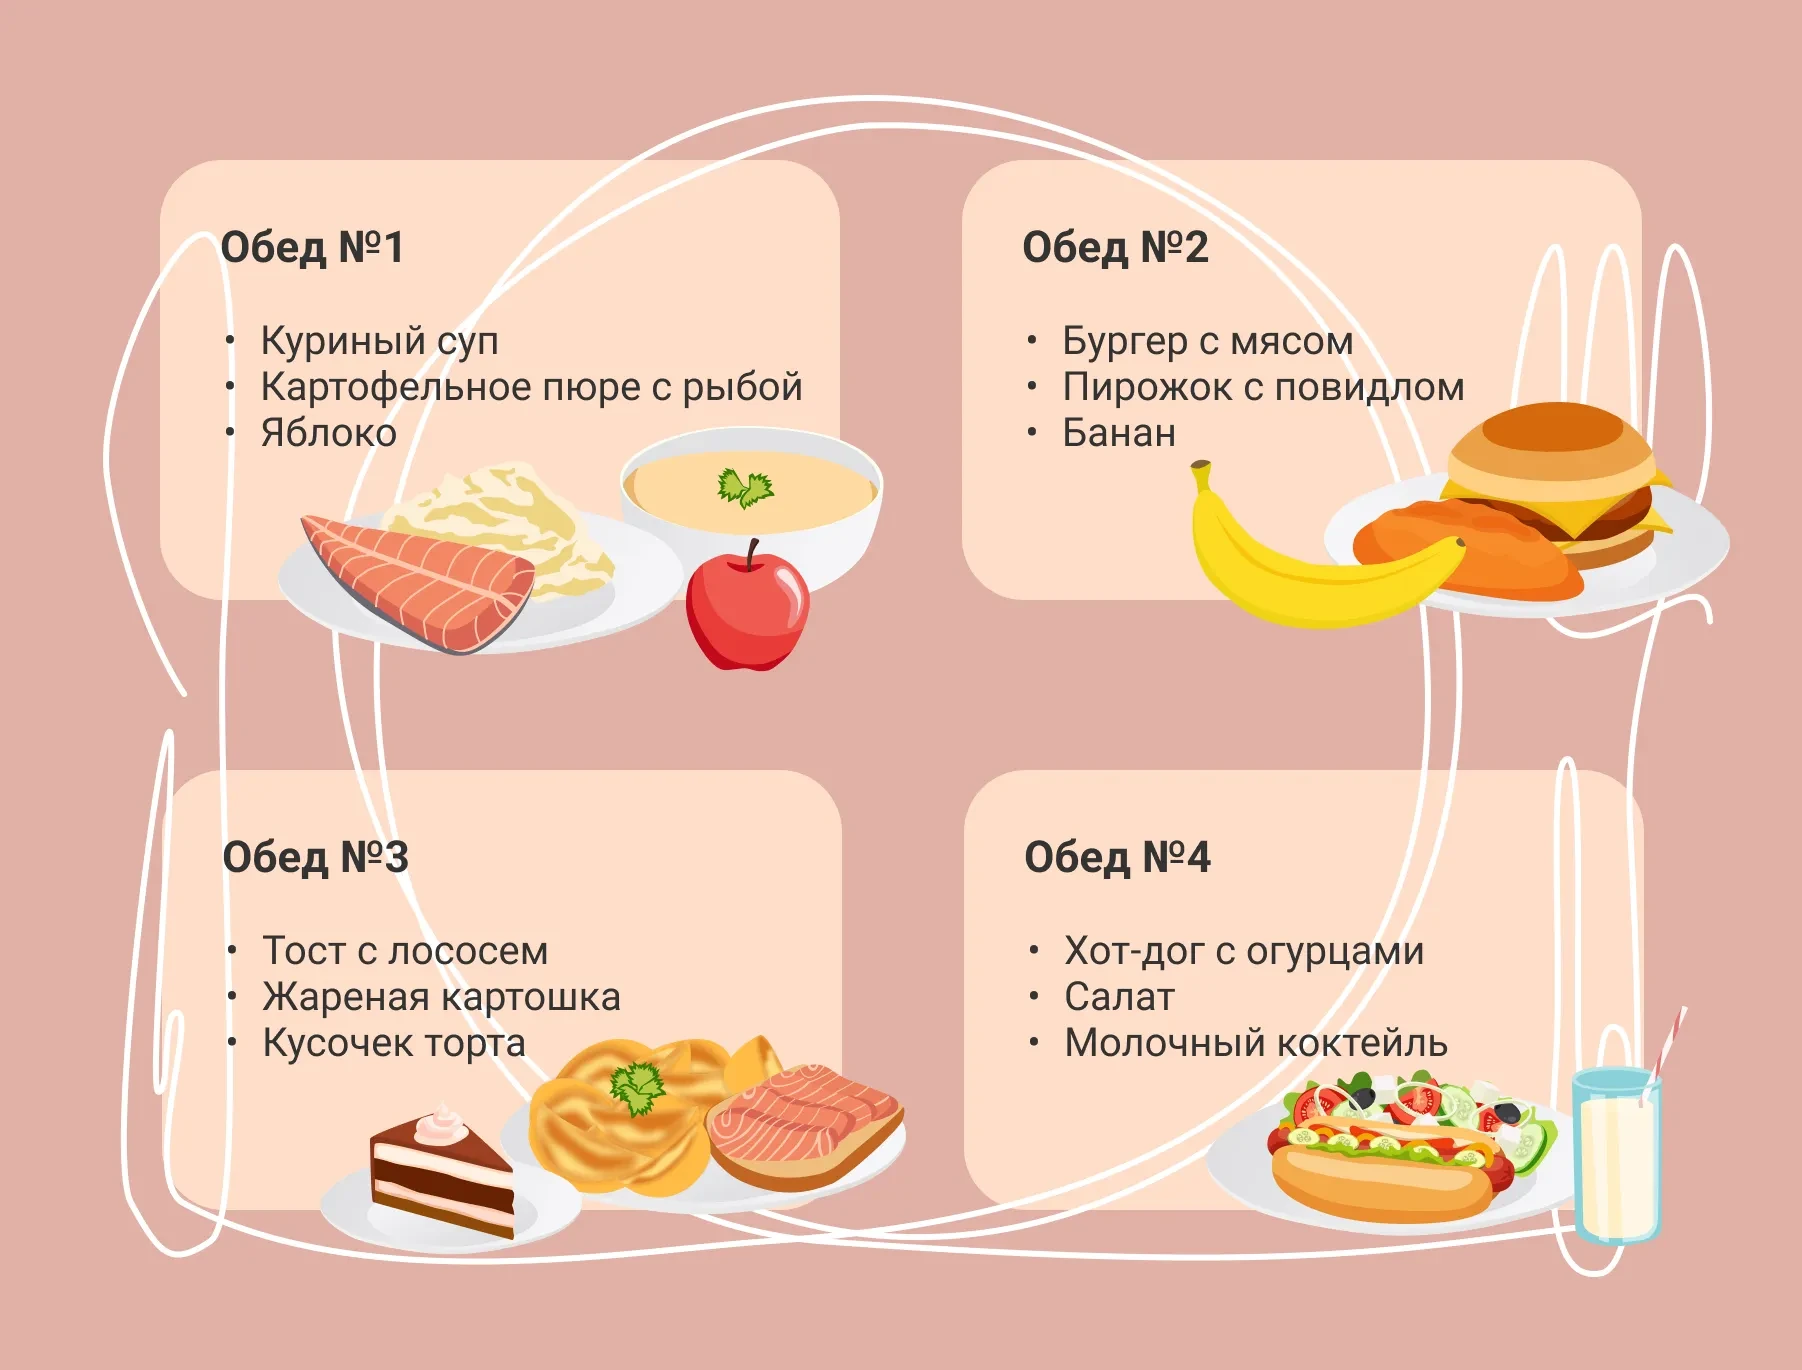 Обед №1
• Куриный суп
• Картофельное пюре с рыбой
• Яблоко
Обед №2
• Бургер с мясом
• Пирожок с повидлом
• Банан
Обед №3
• Тост с лососем
• Жареная картошка
• Кусочек торта
Обед №4
• Хот-дог с огурцами
• Салат
• Молочный коктейль